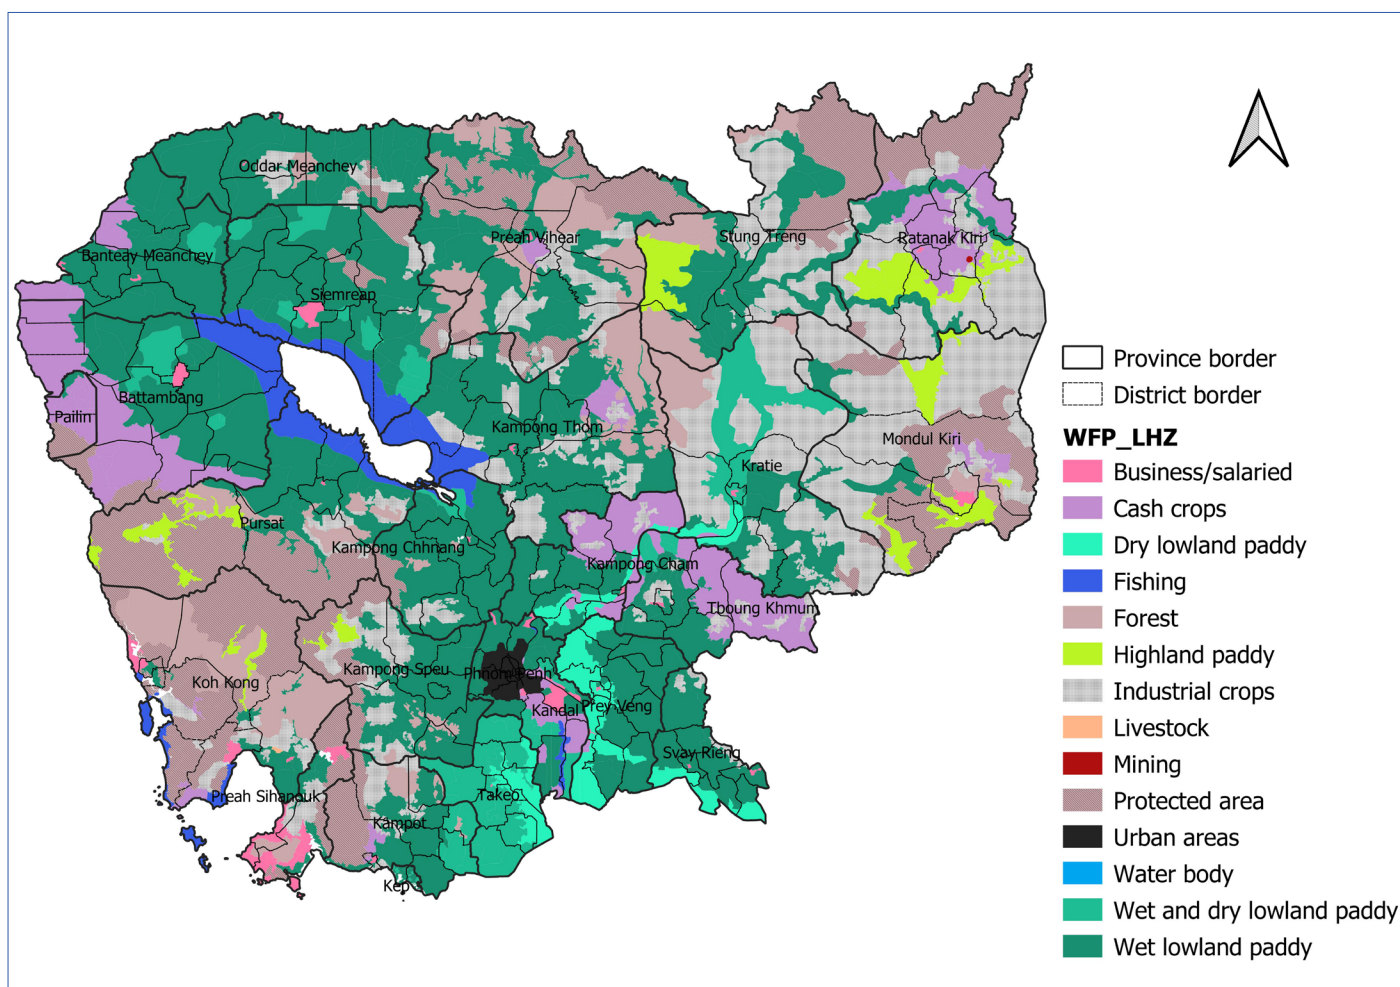 Oddar Meanchey
Preah Vihear
Stung Treng
Ratanak Kiri
Banteay Meanchey
Siemreap
Province border
District border
Battambang
Pailin
Kampong Thom
Mondul Kiri
WFP_LHZ
Kratie
Business/salaried
Cash crops
Pursat
Kampong Chhnang
Dry lowland paddy
Kampong Cham
Fishing
Tboung Khmum
Forest
Highland paddy
Kampong Speu
Phnom Penh
Koh Kong
Industrial crops
Kandal
Prey Veng
Livestock
Svay Rieng
Mining
Preah Sihanouk
Takeo
Protected area
Kampot
Urban areas
Water body
Kep
Wet and dry lowland paddy
Wet lowland paddy